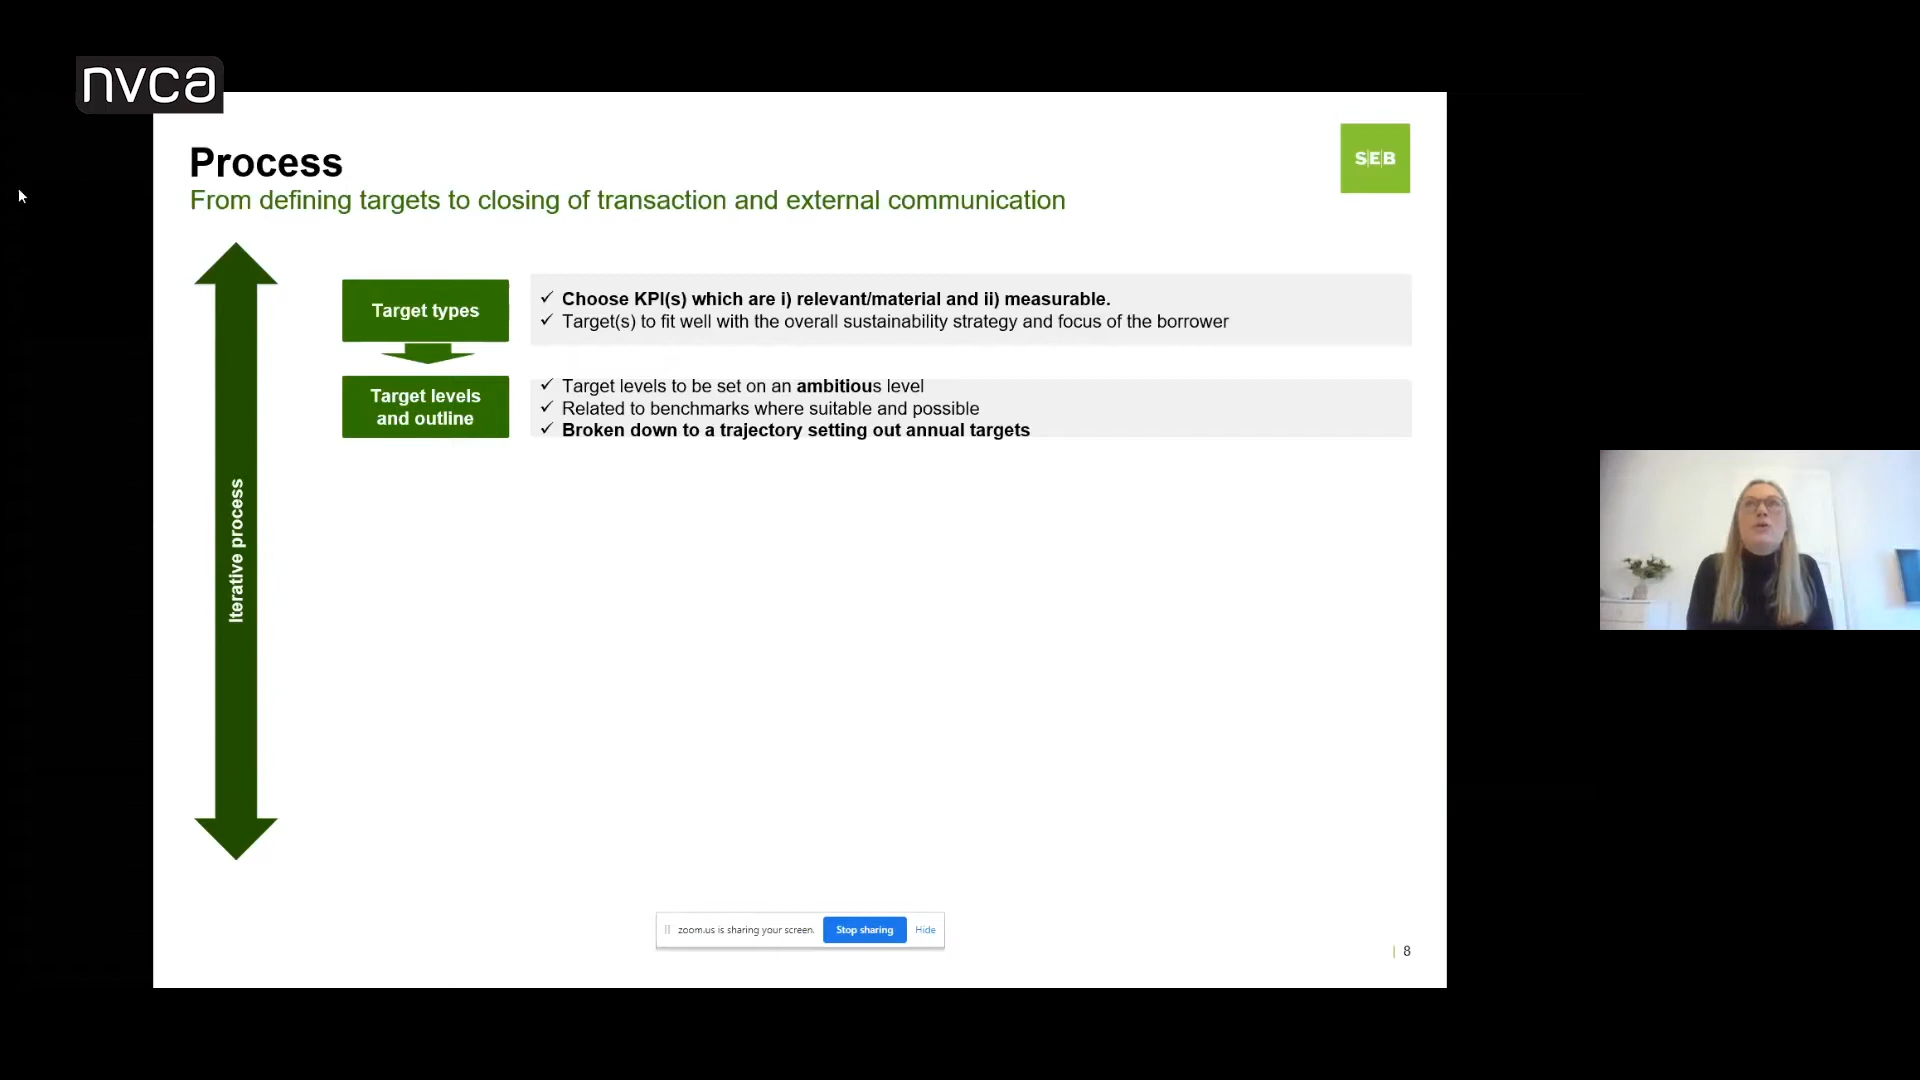 nvca
Process
SEB
From defining targets to closing of transaction and external communication
Target types
✓ Choose KPI(s) which are i) relevant/material and ii) measurable.
✓ Target(s) to fit well with the overall sustainability strategy and focus of the borrower
Target levels
and outline
✓ Target levels to be set on an ambitious level
✓ Related to benchmarks where suitable and possible
✓ Broken down to a trajectory setting out annual targets
Iterative process
zoom.us is sharing your screen. Stop sharing Hide
| 8